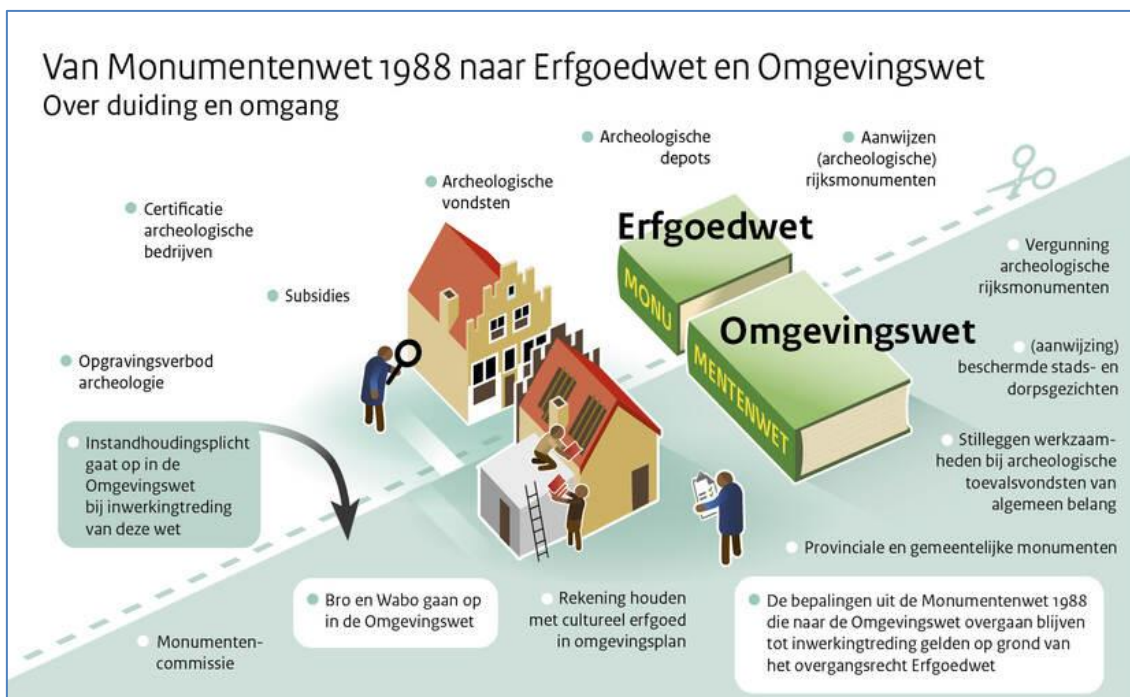 Van Monumentenwet 1988 naar Erfgoedwet en Omgevingswet
Over duiding en omgang
Archeologische
depots
Aanwijzen
(archeologische)
rijksmonumenten
Archeologische
vondsten
Certificatie
archeologische
bedrijven
Subsidies
Opgravingsverbod
archeologie
Erfgoedwet
MONU
Omgevingswet
MENTENWET
Vergunning
archeologische
rijksmonumenten
(aanwijzing)
beschermde stads- en
dorpsgezichten
Stilleggen werkzaam-
heden bij archeologische
toevalsvondsten van
algemeen belang
Provinciale en gemeentelijke monumenten
Instandhoudingsplicht
gaat op in de
Omgevingswet
bij inwerkingtreding
van deze wet
Bro en Wabo gaan op
in de Omgevingswet
Monumenten-
commissie
Rekening houden
met cultureel erfgoed
in omgevingsplan
De bepalingen uit de Monumentenwet 1988
die naar de Omgevingswet overgaan blijven
tot inwerkingtreding gelden op grond van
het overgangsrecht Erfgoedwet